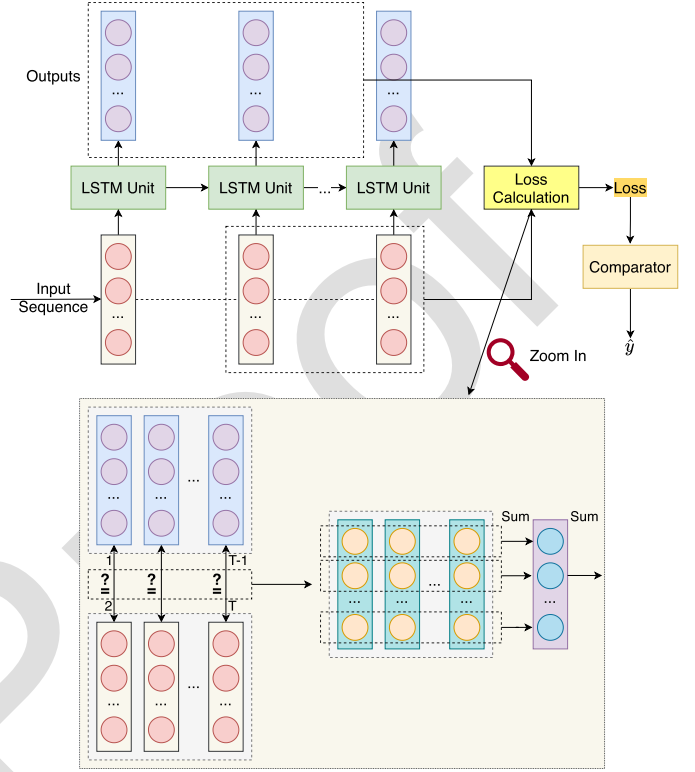 ...
...
...
Outputs
LSTM Unit
LSTM Unit
...
LSTM Unit
Loss
Calculation
Loss
Input
Sequence
...
...
...
Comparator
ŷ
Zoom In
...
...
...
...
1
T-1
?
=
?
=
?
=
2
T
...
...
...
...
Sum
Sum
...
...
...
...
...
Proof